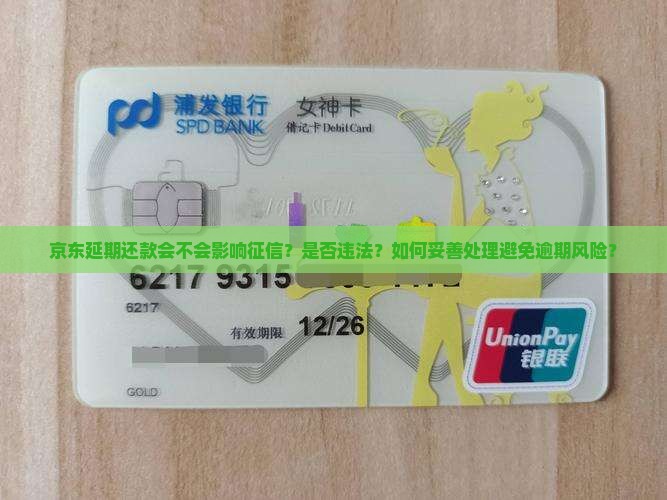 浦发银行
SPD BANK
女神卡
借记卡 Debit Card
京东延期还款会不会影响征信？是否违法？如何妥善处理避免逾期风险？
6217 9315
6217
有效期限 12/26
GOLD
UnionPay
银联